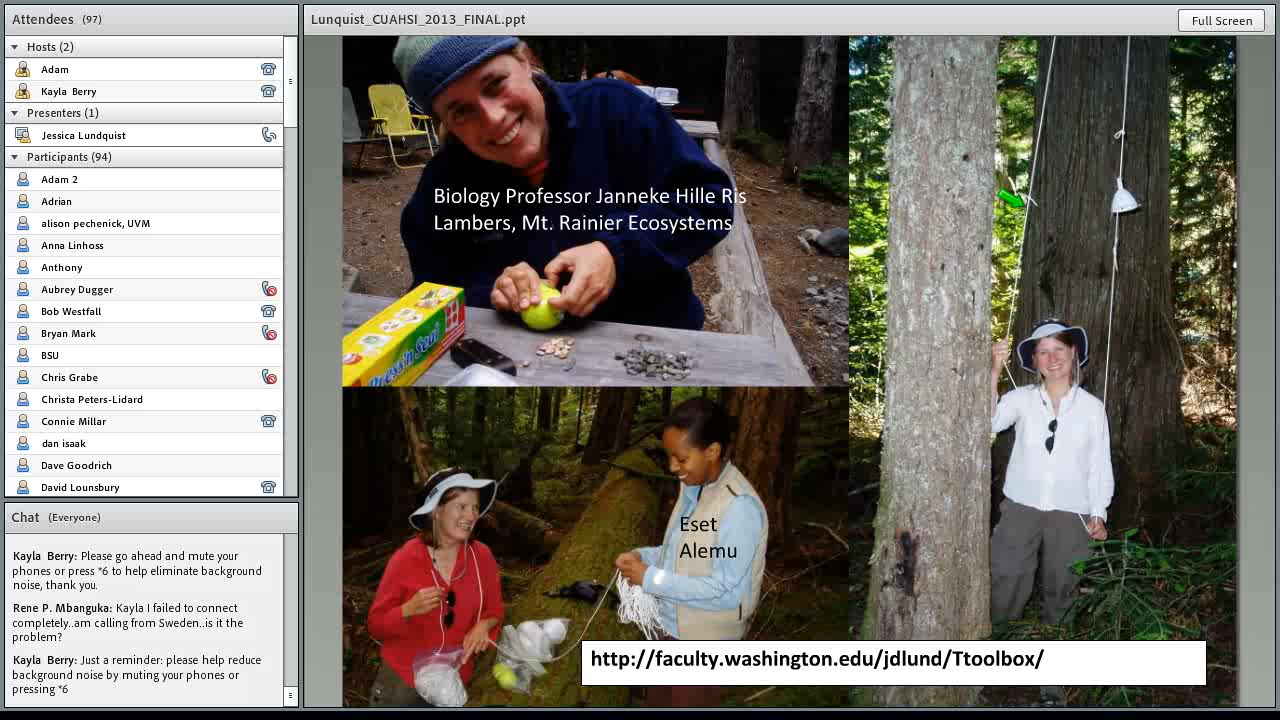 Attendees (97)
Hosts (2)
Adam
Kayla Berry
Presenters (1)
Jessica Lundquist
Participants (94)
Adam 2
Adrian
alison pechenick, UVM
Anna Linhoss
Anthony
Aubrey Dugger
Bob Westfall
Bryan Mark
BSU
Chris Grabe
Christa Peters-Lidard
Connie Millar
dan isaak
Dave Goodrich
David Lounsbury
Chat (Everyone)
Kayla Berry: Please go ahead and mute your
phones or press *6 to help eliminate background
noise, thank you.
Rene P. Mbanguka: Kayla I failed to connect
completely..am calling from Sweden..is it the
problem?
Kayla Berry: Just a reminder: please help reduce
background noise by muting your phones or
pressing *6
Lunquist_CUAHSI_2013_FINAL.ppt
Full Screen
Biology Professor Janneke Hille Ris
Lambers, Mt. Rainier Ecosystems
Press'n Seal
Eset
Alemu
http://faculty.washington.edu/jdlund/Ttoolbox/